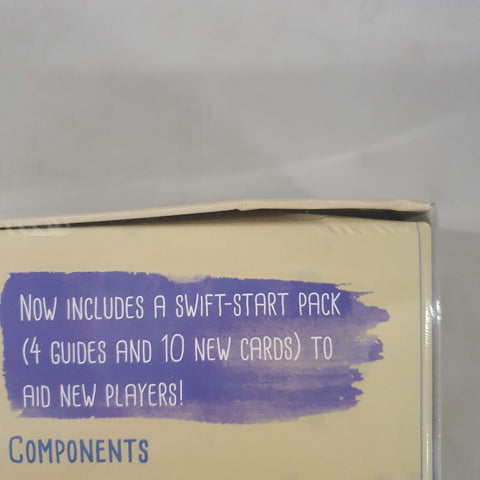 Now includes a swift-start pack
(4 guides and 10 new cards) to
aid new players!
Components